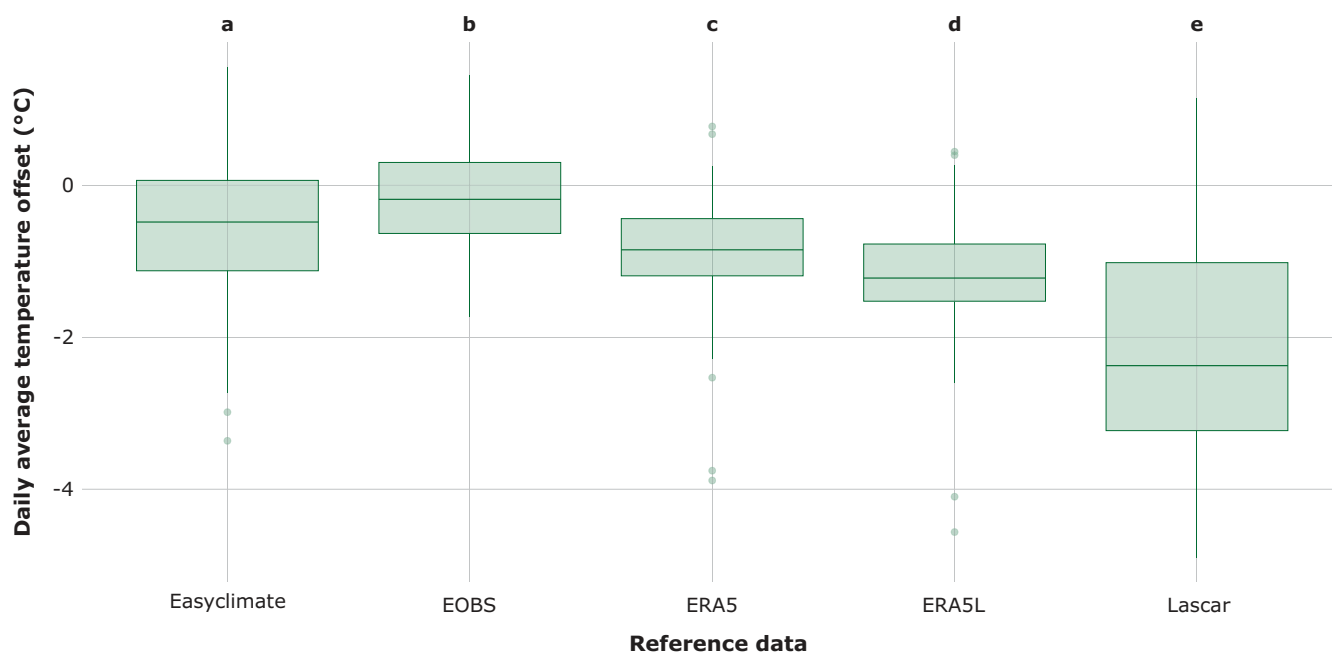 a b c d e
Daily average temperature offset (°C)
0
-2
-4
Easyclimate EOBS ERA5 ERA5L Lascar
Reference data